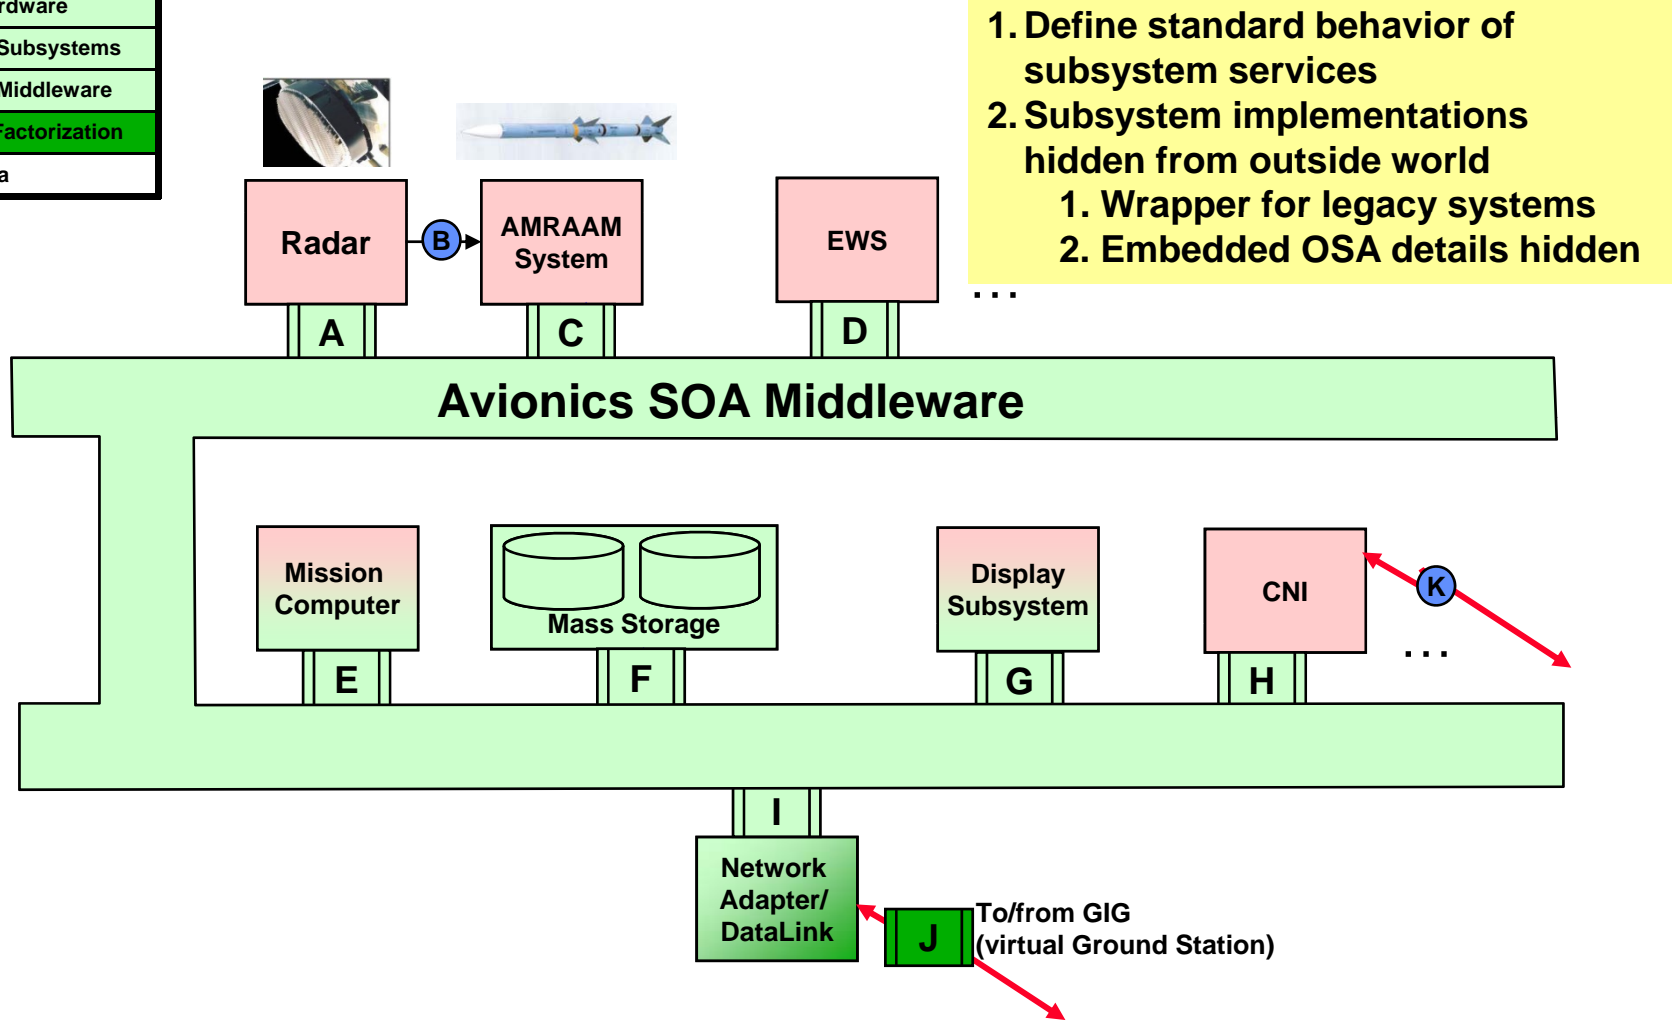 Subsystems
Middleware
Factorization
1. Define standard behavior of
subsystem services
2. Subsystem implementations
hidden from outside world
1. Wrapper for legacy systems
2. Embedded OSA details hidden
Radar
B
AMRAAM
System
EWS
. . .
A
C
D
Avionics SOA Middleware
Mission
Computer
Mass Storage
Display
Subsystem
CNI
K
. . .
E
F
G
H
I
Network
Adapter/
DataLink
J
To/from GIG
(virtual Ground Station)